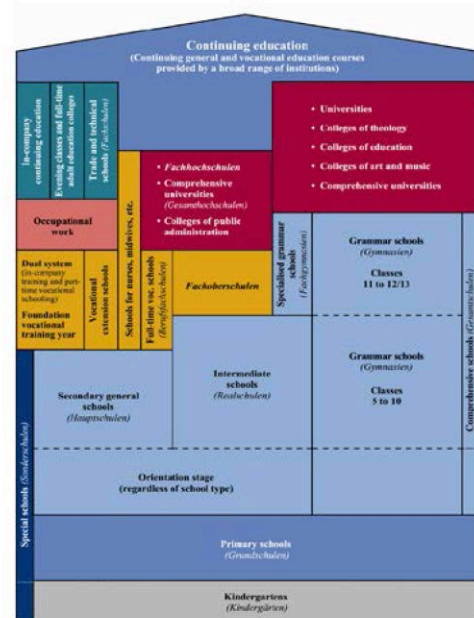 Continuing education
(Continuing general and vocational education courses
provided by a broad range of institutions)
In-company
continuing education
Evening classes and full-time
adult education colleges
Trade and technical
schools (Fachschulen)
Occupational
work
Dual system
(in-company
training and part-
time vocational
schooling)
Foundation
vocational
training year
Vocational
extension schools
Schools for nurses, midwives, etc.
Full-time voc. schools
(Berufsfachschulen)
• Fachhochschulen
• Comprehensive
universities
(Gesamthochschulen)
• Colleges of public
administration
Fachoberschulen
• Universities
• Colleges of theology
• Colleges of education
• Colleges of art and music
• Comprehensive universities
Specialised grammar
schools
(Fachgymnasien)
Grammar schools
(Gymnasien)
Classes
11 to 12/13
Grammar schools
(Gymnasien)
Classes
5 to 10
Comprehensive schools (Gesamtschulen)
Secondary general
schools
(Hauptschulen)
Intermediate
schools
(Realschulen)
Orientation stage
(regardless of school type)
Special schools (Sonderschulen)
Primary schools
(Grundschulen)
Kindergartens
(Kindergärten)